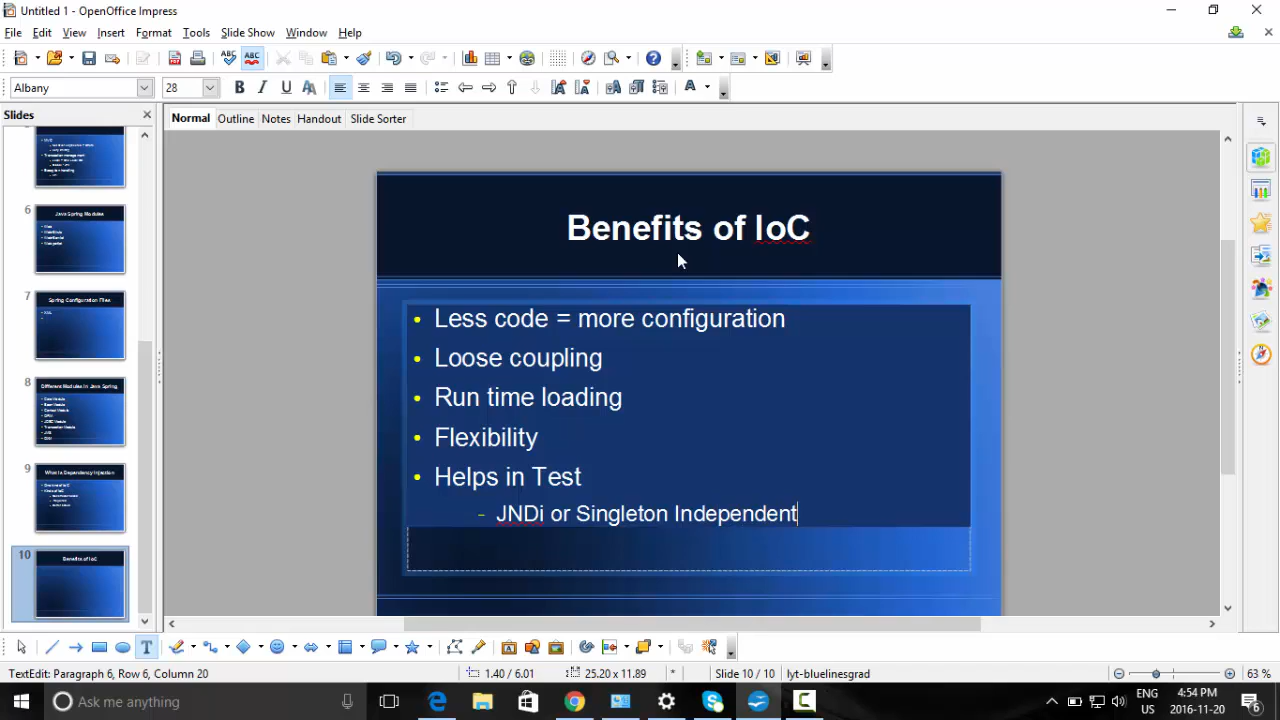 Untitled 1 - OpenOffice Impress
File Edit View Insert Format Tools Slide Show Window Help
Albany 28
Slides
Normal Outline Notes Handout Slide Sorter
6
Java Spring Modules
7
Spring Configuration Files
XML
8
Different Modules in Java Spring
9
What is Dependency Injection
10
Benefits of IoC
Benefits of IoC
Less code = more configuration
Loose coupling
Run time loading
Flexibility
Helps in Test
JNDi or Singleton Independent
TextEdit: Paragraph 6, Row 6, Column 20 1.40 / 6.01 25.20 x 11.89 * Slide 10 / 10 lyt-bluelinesgrad 63 %
Ask me anything
ENG
US
4:54 PM
2016-11-20
6